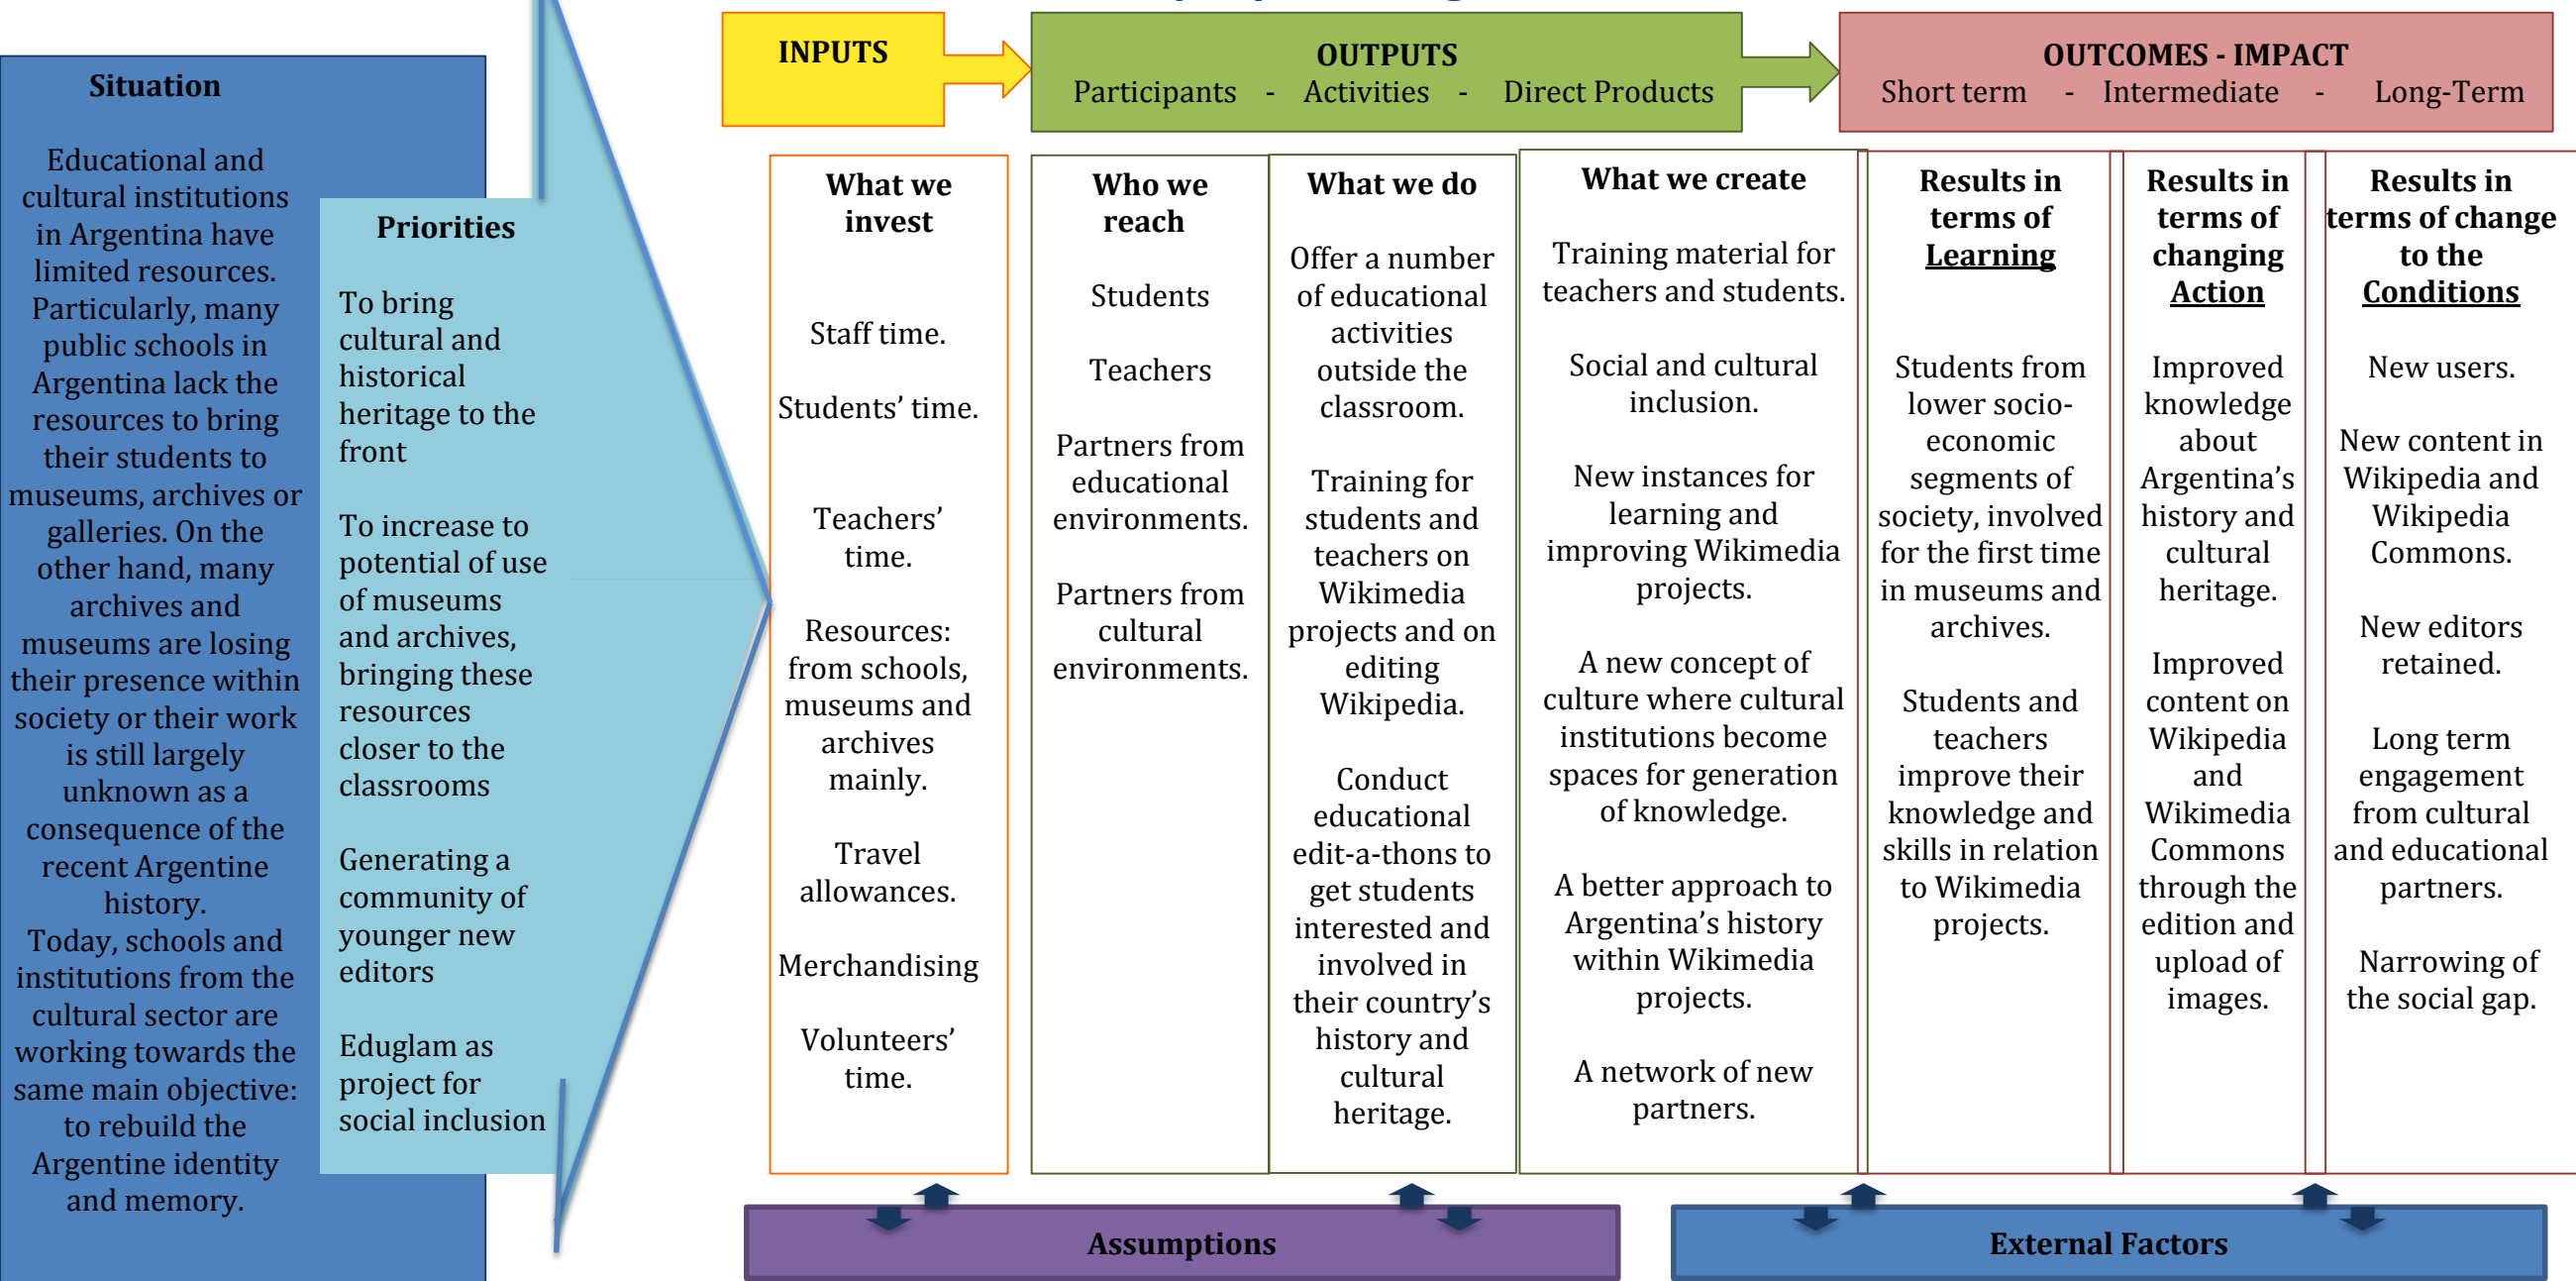 Situation
Educational and
cultural institutions
in Argentina have
limited resources.
Particularly, many
public schools in
Argentina lack the
resources to bring
their students to
museums, archives or
galleries. On the
other hand, many
archives and
museums are losing
their presence within
society or their work
is still largely
unknown as a
consequence of the
recent Argentine
history.
Today, schools and
institutions from the
cultural sector are
working towards the
same main objective:
to rebuild the
Argentine identity
and memory.
Priorities
To bring
cultural and
historical
heritage to the
front
To increase to
potential of use
of museums
and archives,
bringing these
resources
closer to the
classrooms
Generating a
community of
younger new
editors
Eduglam as
project for
social inclusion
INPUTS
OUTPUTS
Participants - Activities - Direct Products
OUTCOMES - IMPACT
Short term - Intermediate - Long-Term
What we
invest
Staff time.
Students’ time.
Teachers’
time.
Resources:
from schools,
museums and
archives
mainly.
Travel
allowances.
Merchandising
Volunteers’
time.
Who we
reach
Students
Teachers
Partners from
educational
environments.
Partners from
cultural
environments.
What we do
Offer a number
of educational
activities
outside the
classroom.
Training for
students and
teachers on
Wikimedia
projects and on
editing
Wikipedia.
Conduct
educational
edit-a-thons to
get students
interested and
involved in
their country’s
history and
cultural
heritage.
What we create
Training material for
teachers and students.
Social and cultural
inclusion.
New instances for
learning and
improving Wikimedia
projects.
A new concept of
culture where cultural
institutions become
spaces for generation
of knowledge.
A better approach to
Argentina’s history
within Wikimedia
projects.
A network of new
partners.
Results in
terms of
Learning
Students from
lower socio-
economic
segments of
society, involved
for the first time
in museums and
archives.
Students and
teachers
improve their
knowledge and
skills in relation
to Wikimedia
projects.
Results in
terms of
changing
Action
Improved
knowledge
about
Argentina’s
history and
cultural
heritage.
Improved
content on
Wikipedia
and
Wikimedia
Commons
through the
edition and
upload of
images.
Results in
terms of change
to the
Conditions
New users.
New content in
Wikipedia and
Wikipedia
Commons.
New editors
retained.
Long term
engagement
from cultural
and educational
partners.
Narrowing of
the social gap.
Assumptions
External Factors